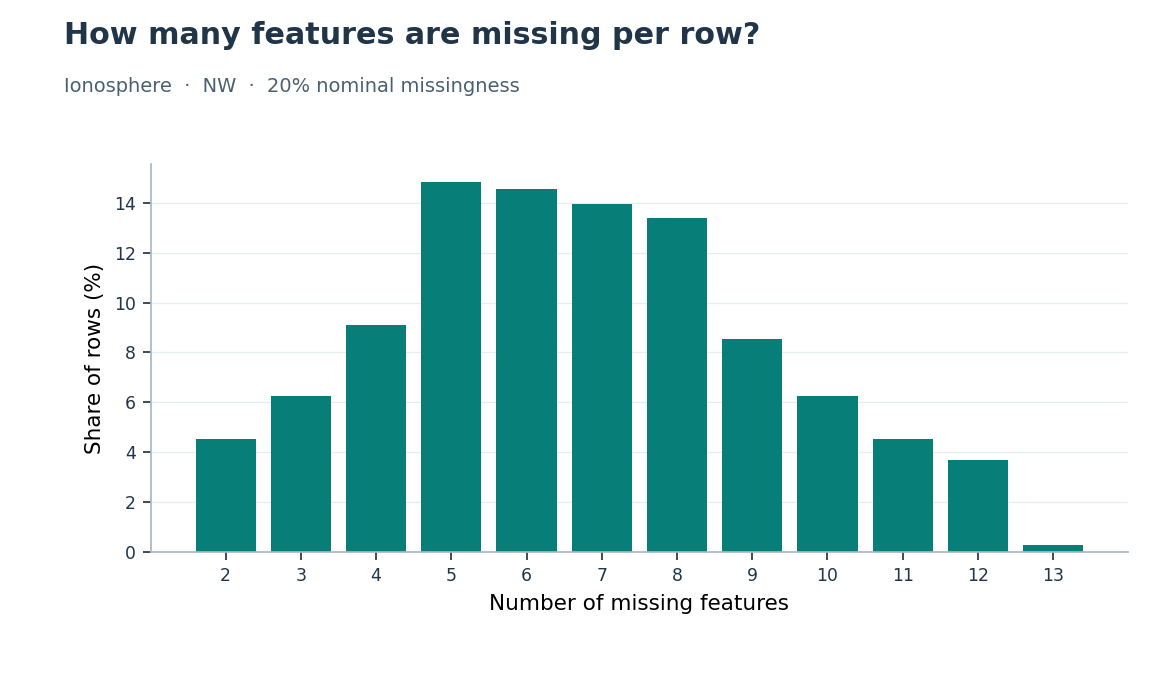 How many features are missing per row?
Ionosphere · NW · 20% nominal missingness
Share of rows (%)
14
12
10
8
6
4
2
0
2 3 4 5 6 7 8 9 10 11 12 13
Number of missing features